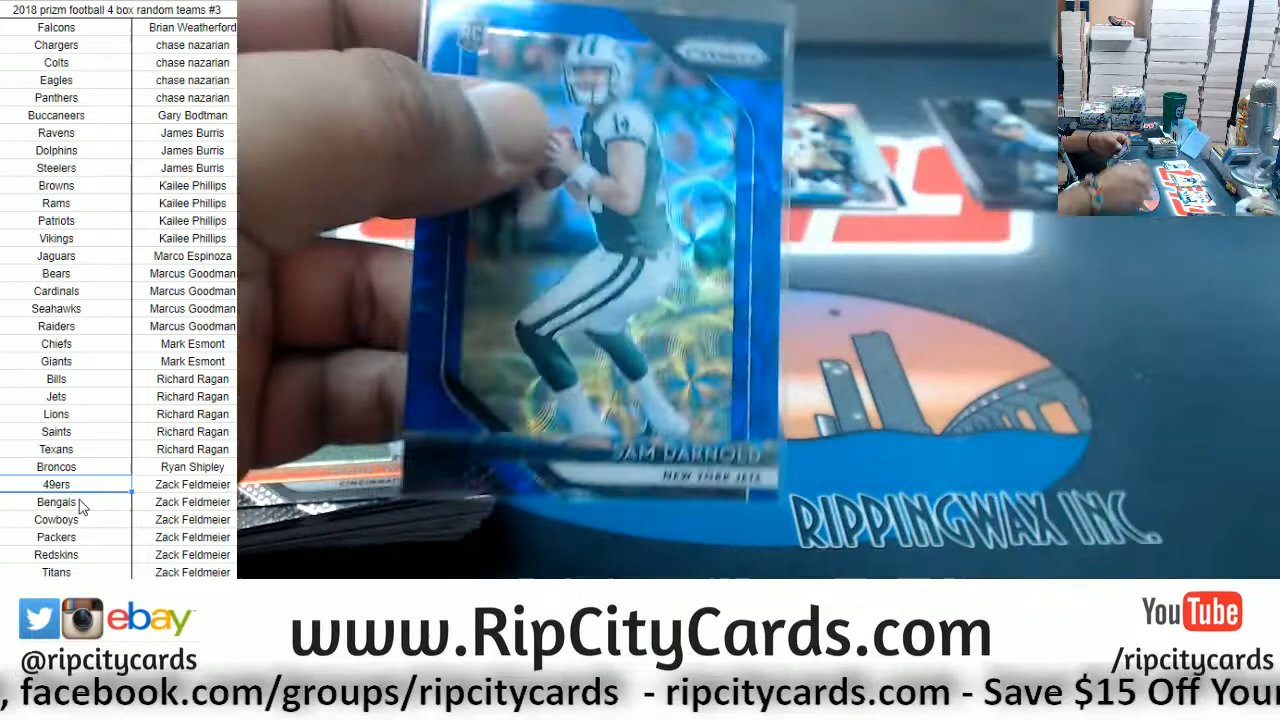 2018 prizm football 4 box random teams #3
Falcons Brian Weatherford
Chargers chase nazarian
Colts chase nazarian
Eagles chase nazarian
Panthers chase nazarian
Buccaneers Gary Bodtman
Ravens James Burris
Dolphins James Burris
Steelers James Burris
Browns Kailee Phillips
Rams Kailee Phillips
Patriots Kailee Phillips
Vikings Kailee Phillips
Jaguars Marco Espinoza
Bears Marcus Goodman
Cardinals Marcus Goodman
Seahawks Marcus Goodman
Raiders Marcus Goodman
Chiefs Mark Esmont
Giants Mark Esmont
Bills Richard Ragan
Jets Richard Ragan
Lions Richard Ragan
Saints Richard Ragan
Texans Richard Ragan
Broncos Ryan Shipley
49ers Zack Feldmeier
Bengals Zack Feldmeier
Cowboys Zack Feldmeier
Packers Zack Feldmeier
Redskins Zack Feldmeier
Titans Zack Feldmeier
RC
PRIZM
14
SAM DARNOLD
NEW YORK JETS
CINCINNAT
RIPPINGWAX INC.
ebay
@ripcitycards
www.RipCityCards.com
YouTube
/ripcitycards
, facebook.com/groups/ripcitycards - ripcitycards.com - Save $15 Off Your